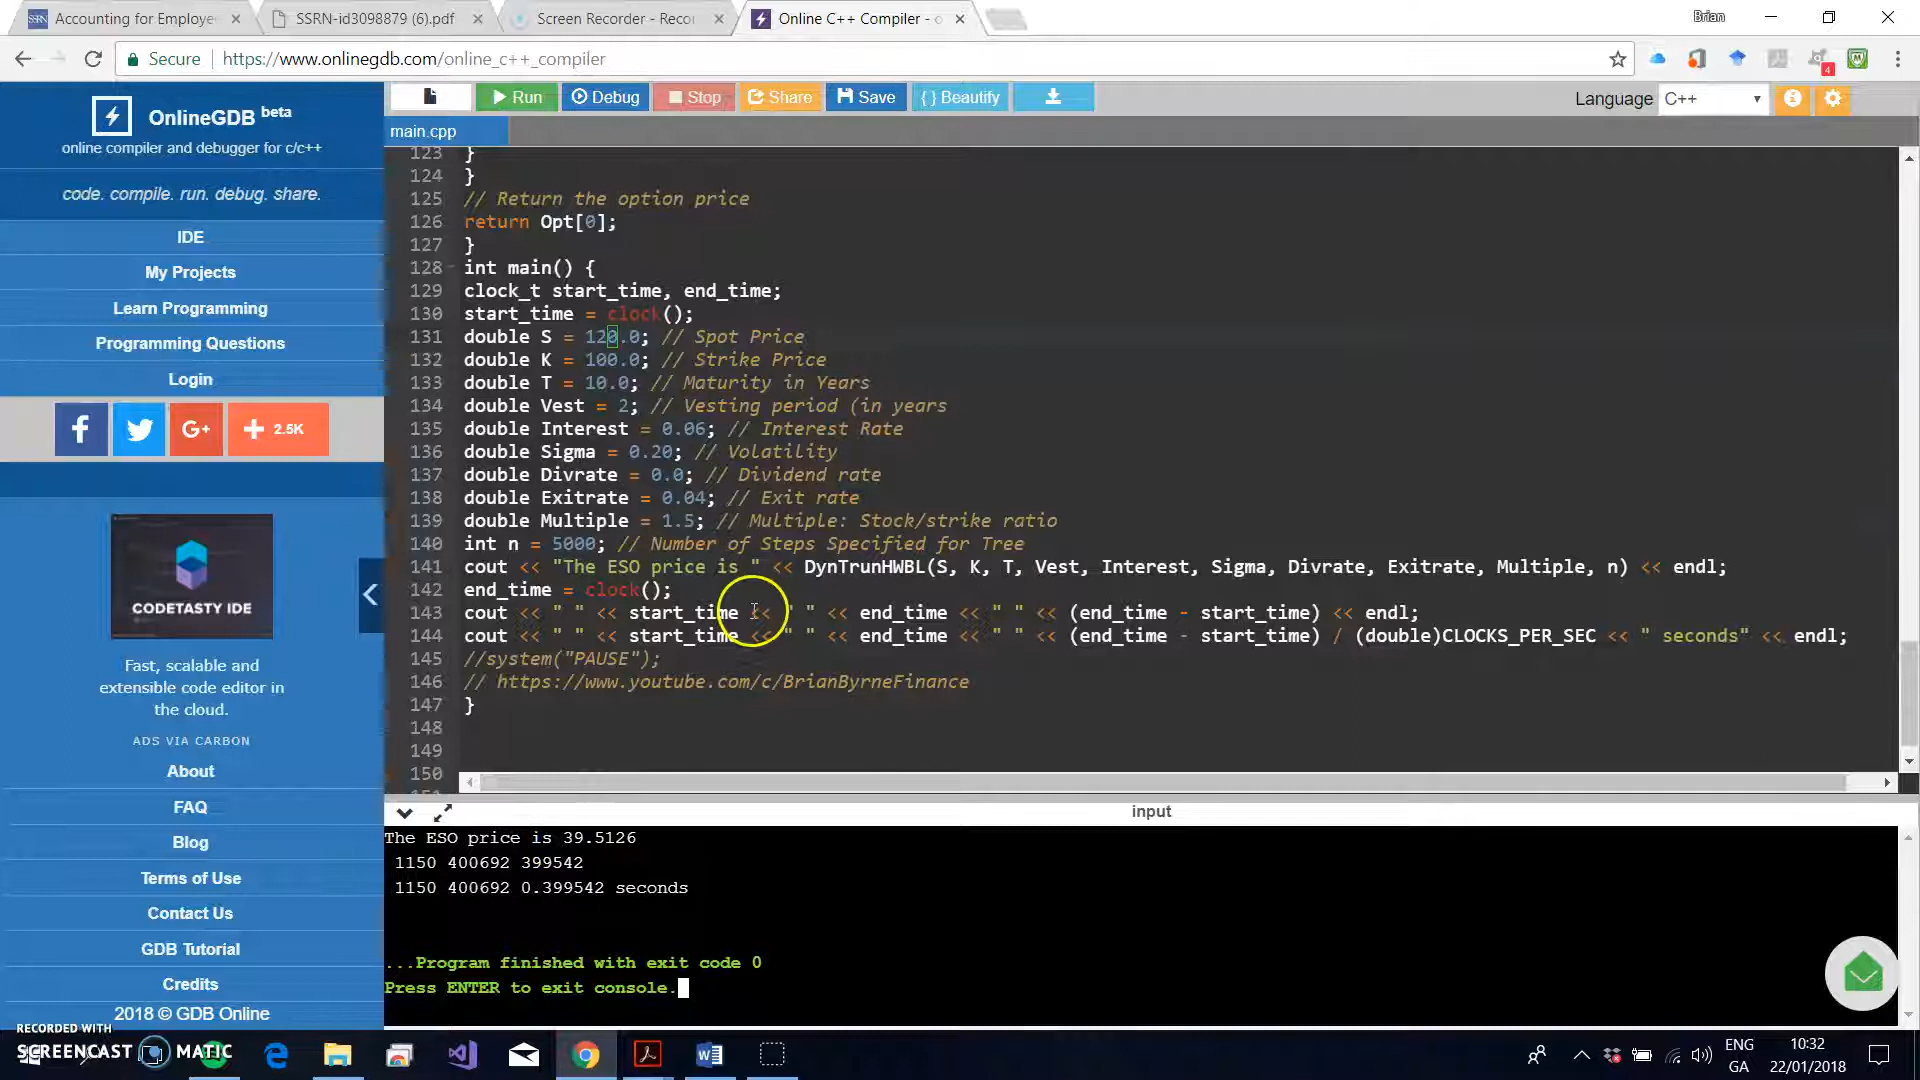 Accounting for Employe
SSRN-id3098879 (6).pdf
Screen Recorder - Reco
Online C++ Compiler - o
Brian
Secure
https://www.onlinegdb.com/online_c++_compiler
4
OnlineGDB beta
online compiler and debugger for c/c++
code. compile. run. debug. share.
IDE
My Projects
Learn Programming
Programming Questions
Login
2.5K
CODETASTY IDE
Fast, scalable and
extensible code editor in
the cloud.
ADS VIA CARBON
About
FAQ
Blog
Terms of Use
Contact Us
GDB Tutorial
Credits
2018 © GDB Online
Run
Debug
Stop
Share
Save
{ } Beautify
Language
C++
main.cpp
123 }
124 }
125 // Return the option price
126 return Opt[0];
127 }
128 int main() {
129 clock_t start_time, end_time;
130 start_time = clock();
131 double S = 120.0; // Spot Price
132 double K = 100.0; // Strike Price
133 double T = 10.0; // Maturity in Years
134 double Vest = 2; // Vesting period (in years
135 double Interest = 0.06; // Interest Rate
136 double Sigma = 0.20; // Volatility
137 double Divrate = 0.0; // Dividend rate
138 double Exitrate = 0.04; // Exit rate
139 double Multiple = 1.5; // Multiple: Stock/strike ratio
140 int n = 5000; // Number of Steps Specified for Tree
141 cout << "The ESO price is " << DynTrunHWBL(S, K, T, Vest, Interest, Sigma, Divrate, Exitrate, Multiple, n) << endl;
142 end_time = clock();
143 cout << " " << start_time << " " << end_time << " " << (end_time - start_time) << endl;
144 cout << " " << start_time << " " << end_time << " " << (end_time - start_time) / (double)CLOCKS_PER_SEC << " seconds" << endl;
145 //system("PAUSE");
146 // https://www.youtube.com/c/BrianByrneFinance
147 }
148
149
150
input
The ESO price is 39.5126
1150 400692 399542
1150 400692 0.399542 seconds
...Program finished with exit code 0
Press ENTER to exit console.
RECORDED WITH
SCREENCAST MATIC
ENG
GA
10:32
22/01/2018